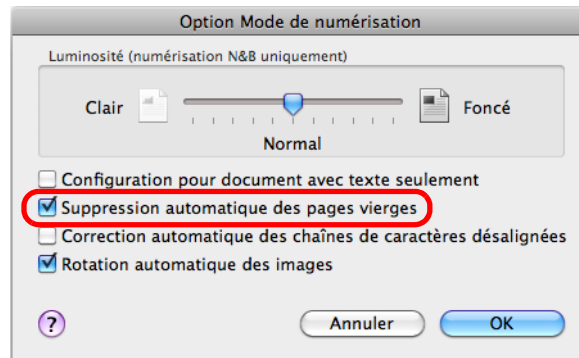 Option Mode de numérisation
Luminosité (numérisation N&B uniquement)
Clair
Foncé
Normal
Configuration pour document avec texte seulement
Suppression automatique des pages vierges
Correction automatique des chaînes de caractères désalignées
Rotation automatique des images
?
Annuler
OK